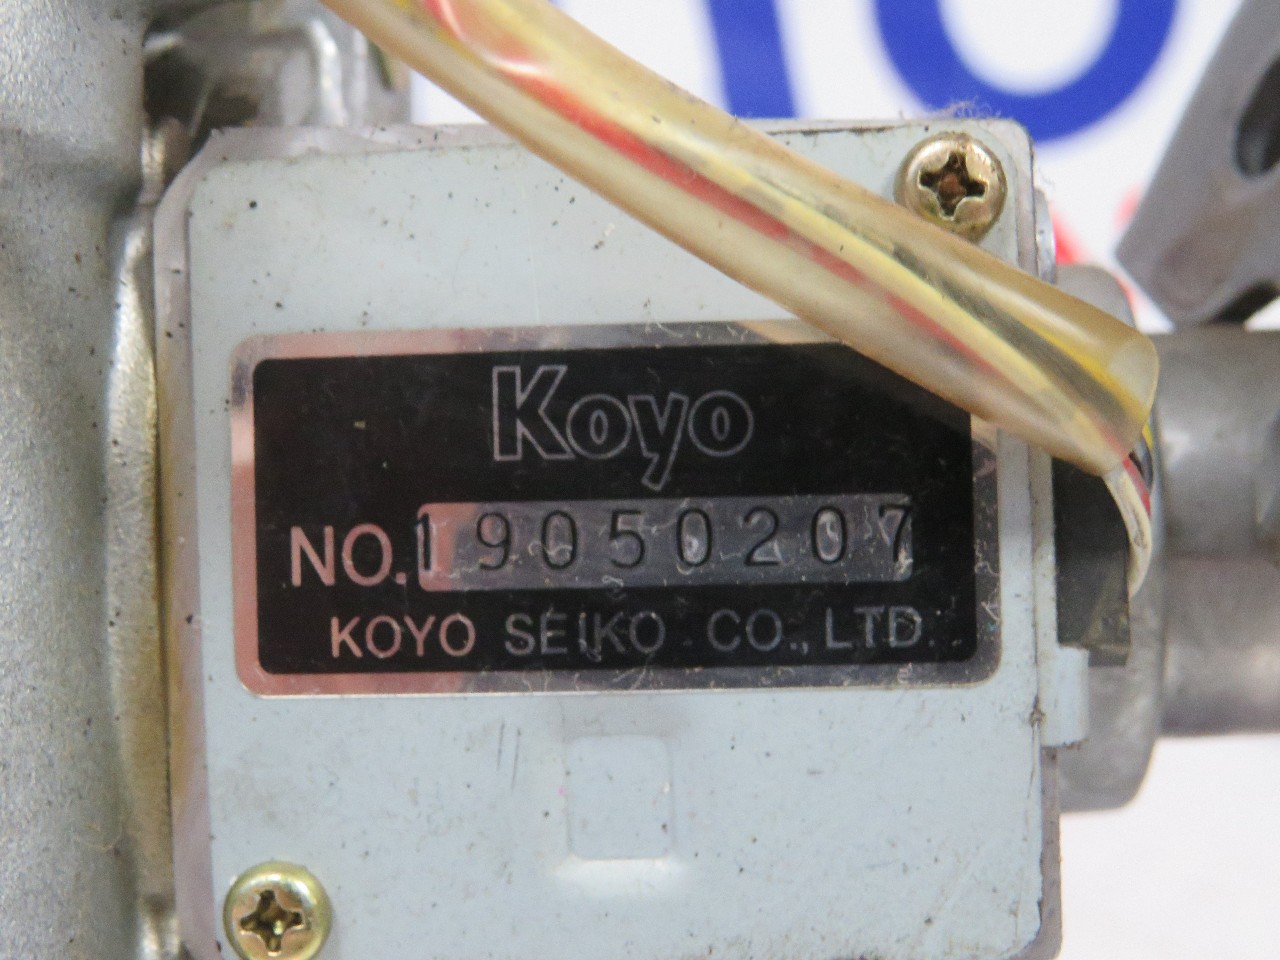 Koyo
NO. 19050207
KOYO SEIKO CO., LTD.